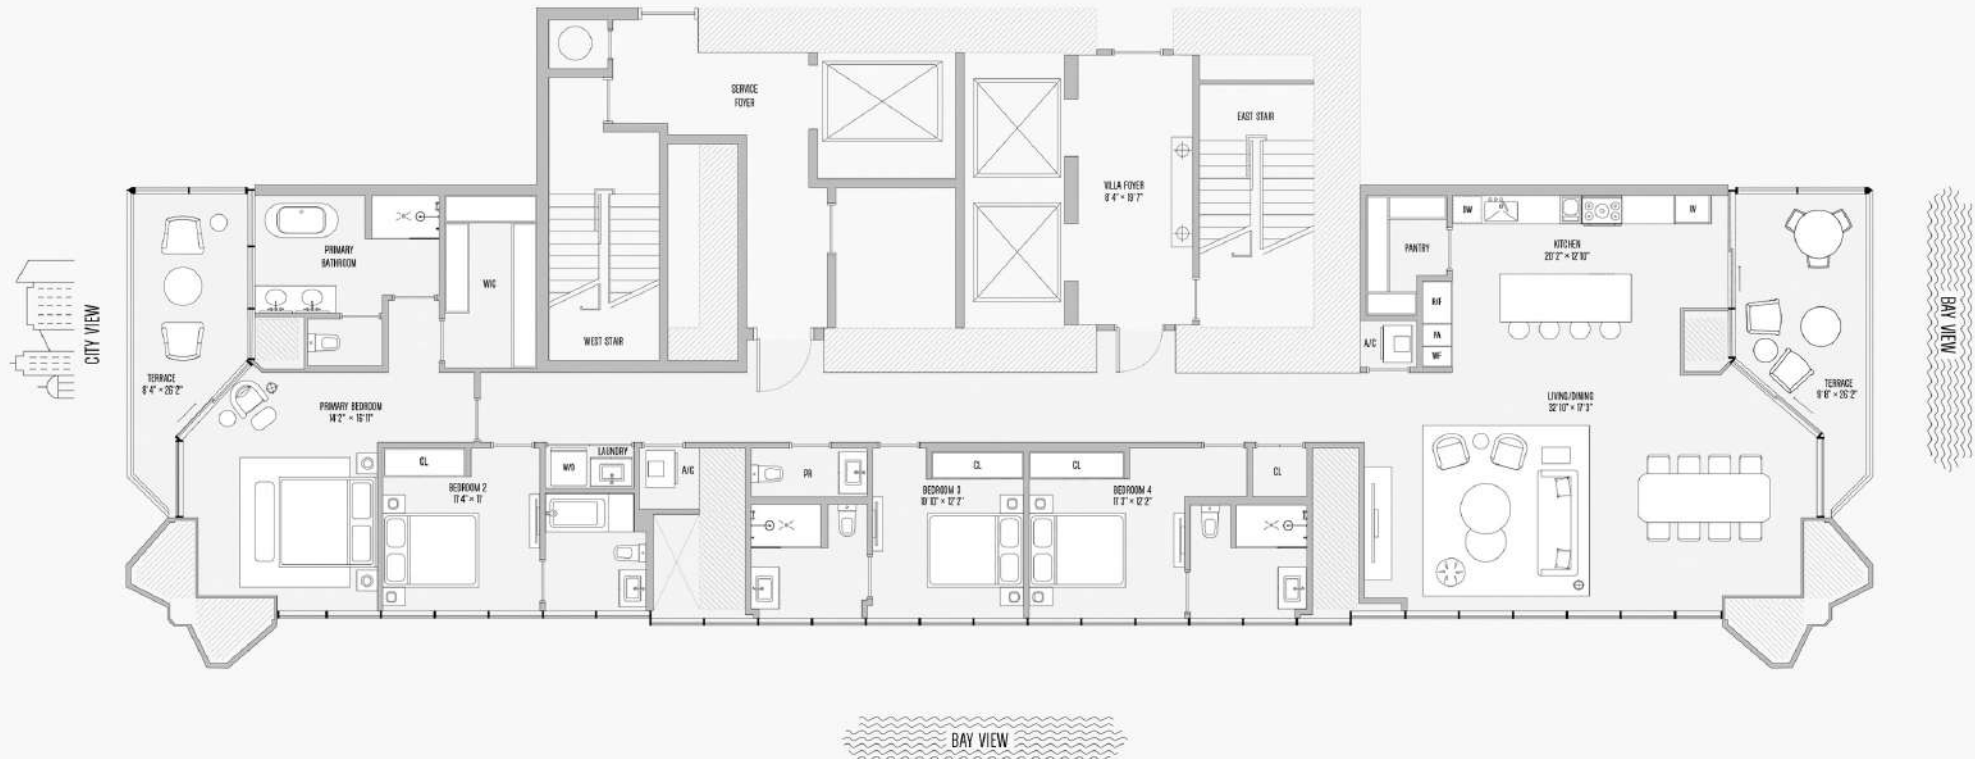 SERVICE
FOYER
EAST STAIR
VILLA FOYER
8'4" × 19'7"
PRIMARY
BATHROOM
WIC
WEST STAIR
DW
KITCHEN
20'2" × 12'10"
PANTRY
R/F
PA
WF
A/C
CITY VIEW
BAY VIEW
TERRACE
8'4" × 26'2"
PRIMARY BEDROOM
14'2" × 16'11"
TERRACE
9'8" × 26'2"
LIVING/DINING
32'10" × 17'3"
CL
BEDROOM 2
11'4" × 11'
W/D
LAUNDRY
A/C
PR
CL
BEDROOM 3
10'10" × 12'2"
CL
BEDROOM 4
11'3" × 12'2"
CL
BAY VIEW